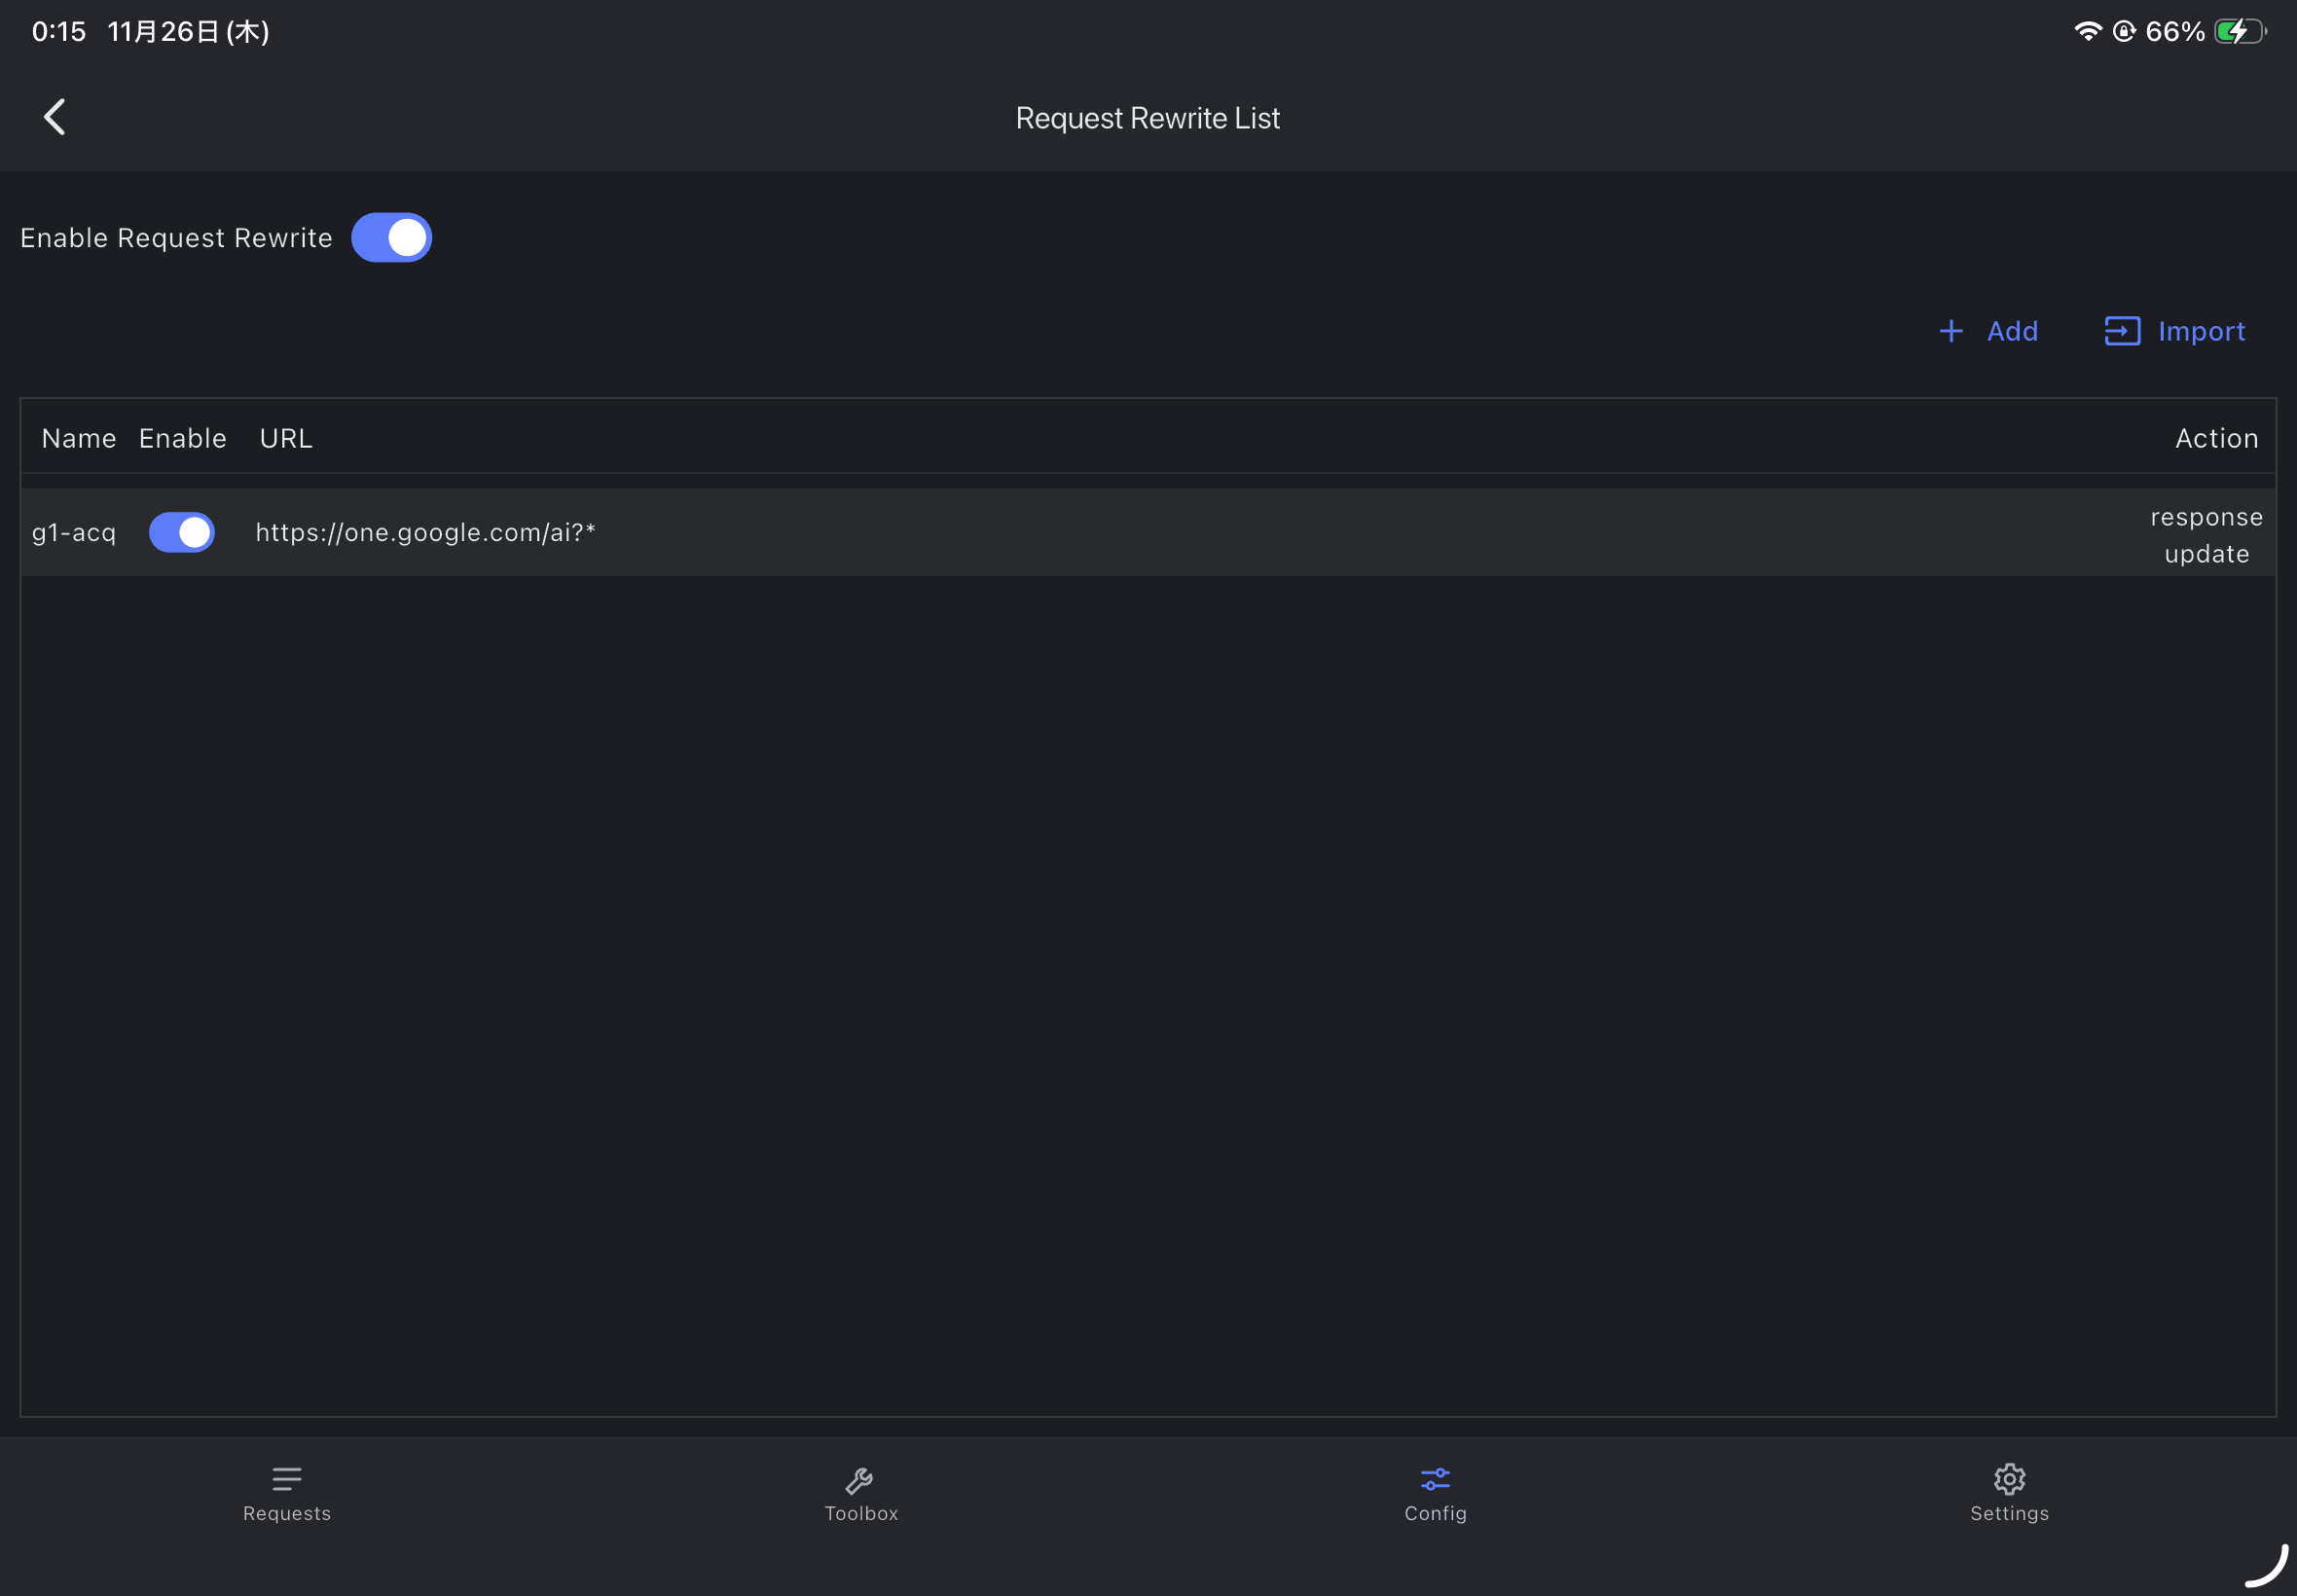 0:15 11月26日(木) 66%
Request Rewrite List
Enable Request Rewrite
Add Import
Name Enable URL Action
g1-acq https://one.google.com/ai?* response
update
Requests Toolbox Config Settings